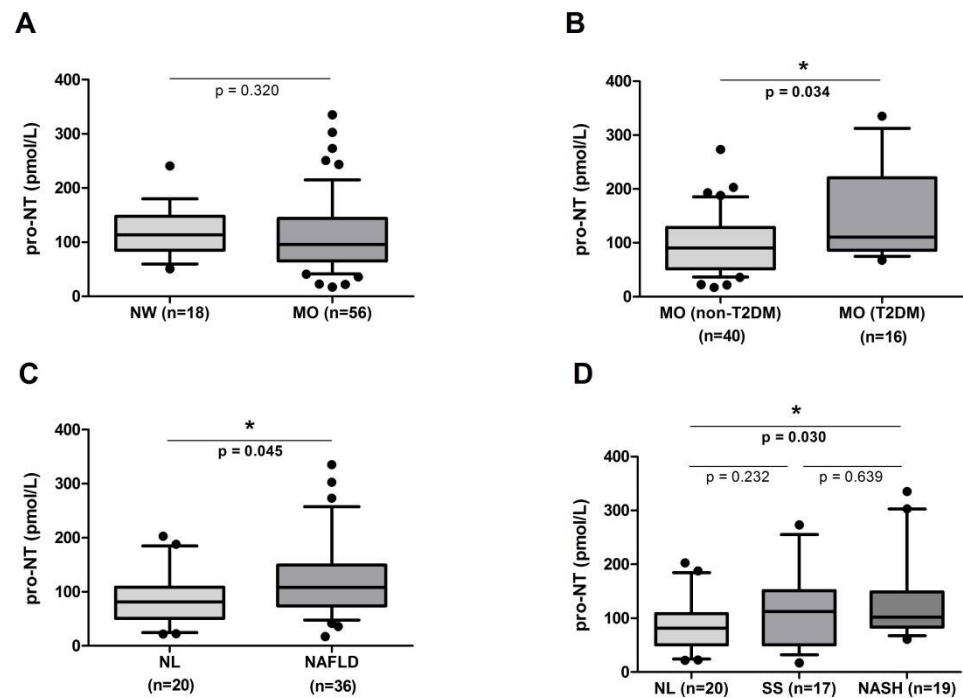 A
pro-NT (pmol/L)
400
300
200
100
0
p = 0.320
NW (n=18)
MO (n=56)
B
pro-NT (pmol/L)
400
300
200
100
0
*
p = 0.034
MO (non-T2DM)
(n=40)
MO (T2DM)
(n=16)
C
pro-NT (pmol/L)
400
300
200
100
0
*
p = 0.045
NL
(n=20)
NAFLD
(n=36)
D
pro-NT (pmol/L)
400
300
200
100
0
*
p = 0.030
p = 0.232
p = 0.639
NL (n=20)
SS (n=17)
NASH (n=19)